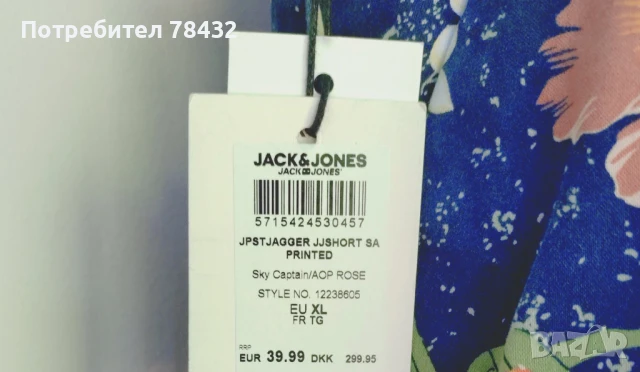 Потребител 78432
JACK&JONES
JACK JONES
5715424530457
JPSTJAGGER JJSHORT SA
PRINTED
Sky Captain/AOP ROSE
STYLE NO. 12238605
EU XL
FR TG
RRP
EUR 39.99 DKK 299.95
BAZAR